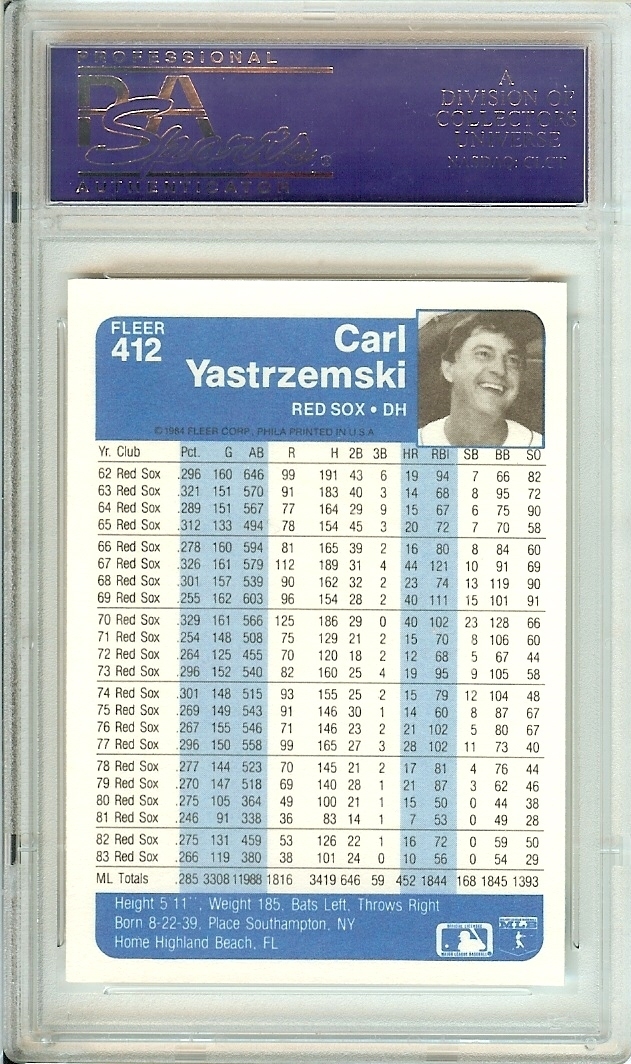 PROFESSIONAL
PSA
Sports®
AUTHENTICATOR
A
DIVISION OF
COLLECTORS
UNIVERSE
NASDAQ: CLCT
FLEER
412
Carl
Yastrzemski
RED SOX • DH
©1984 FLEER CORP., PHILA PRINTED IN U.S.A
Yr. Club Pct. G AB R H 2B 3B HR RBI SB BB SO
62 Red Sox .296 160 646 99 191 43 6 19 94 7 66 82
63 Red Sox .321 151 570 91 183 40 3 14 68 8 95 72
64 Red Sox .289 151 567 77 164 29 9 15 67 6 75 90
65 Red Sox .312 133 494 78 154 45 3 20 72 7 70 58
66 Red Sox .278 160 594 81 165 39 2 16 80 8 84 60
67 Red Sox .326 161 579 112 189 31 4 44 121 10 91 69
68 Red Sox .301 157 539 90 162 32 2 23 74 13 119 90
69 Red Sox .255 162 603 96 154 28 2 40 111 15 101 91
70 Red Sox .329 161 566 125 186 29 0 40 102 23 128 66
71 Red Sox .254 148 508 75 129 21 2 15 70 8 106 60
72 Red Sox .264 125 455 70 120 18 2 12 68 5 67 44
73 Red Sox .296 152 540 82 160 25 4 19 95 9 105 58
74 Red Sox .301 148 515 93 155 25 2 15 79 12 104 48
75 Red Sox .269 149 543 91 146 30 1 14 60 8 87 67
76 Red Sox .267 155 546 71 146 23 2 21 102 5 80 67
77 Red Sox .296 150 558 99 165 27 3 28 102 11 73 40
78 Red Sox .277 144 523 70 145 21 2 17 81 4 76 44
79 Red Sox .270 147 518 69 140 28 1 21 87 3 62 46
80 Red Sox .275 105 364 49 100 21 1 15 50 0 44 38
81 Red Sox .246 91 338 36 83 14 1 7 53 0 49 28
82 Red Sox .275 131 459 53 126 22 1 16 72 0 59 50
83 Red Sox .266 119 380 38 101 24 0 10 56 0 54 29
ML Totals .285 3308 11988 1816 3419 646 59 452 1844 168 1845 1393
Height 5' 11'', Weight 185, Bats Left, Throws Right
Born 8-22-39, Place Southampton, NY
Home Highland Beach, FL
OFFICIAL LICENSEE
MAJOR LEAGUE BASEBALL